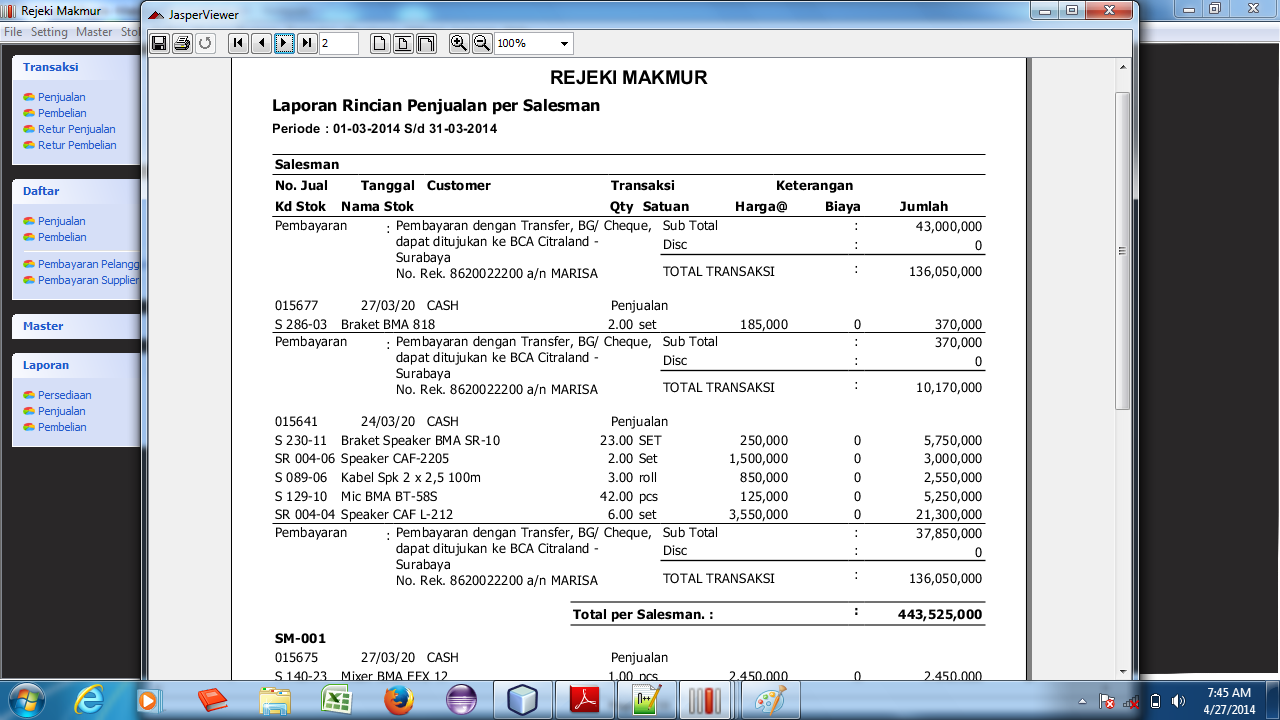 Rejeki Makmur
JasperViewer
File Setting Master Sto
2
100%
Transaksi
Penjualan
Pembelian
Retur Penjualan
Retur Pembelian
Daftar
Penjualan
Pembelian
Pembayaran Pelangg
Pembayaran Supplier
Master
Laporan
Persediaan
Penjualan
Pembelian
REJEKI MAKMUR
Laporan Rincian Penjualan per Salesman
Periode : 01-03-2014 S/d 31-03-2014
Salesman
No. Jual Tanggal Customer Transaksi Keterangan
Kd Stok Nama Stok Qty Satuan Harga@ Biaya Jumlah
Pembayaran : Pembayaran dengan Transfer, BG/ Cheque, Sub Total : 43,000,000
dapat ditujukan ke BCA Citraland - Disc : 0
Surabaya
No. Rek. 8620022200 a/n MARISA TOTAL TRANSAKSI : 136,050,000
015677 27/03/20 CASH Penjualan
S 286-03 Braket BMA 818 2.00 set 185,000 0 370,000
Pembayaran : Pembayaran dengan Transfer, BG/ Cheque, Sub Total : 370,000
dapat ditujukan ke BCA Citraland - Disc : 0
Surabaya
No. Rek. 8620022200 a/n MARISA TOTAL TRANSAKSI : 10,170,000
015641 24/03/20 CASH Penjualan
S 230-11 Braket Speaker BMA SR-10 23.00 SET 250,000 0 5,750,000
SR 004-06 Speaker CAF-2205 2.00 Set 1,500,000 0 3,000,000
S 089-06 Kabel Spk 2 x 2,5 100m 3.00 roll 850,000 0 2,550,000
S 129-10 Mic BMA BT-58S 42.00 pcs 125,000 0 5,250,000
SR 004-04 Speaker CAF L-212 6.00 set 3,550,000 0 21,300,000
Pembayaran : Pembayaran dengan Transfer, BG/ Cheque, Sub Total : 37,850,000
dapat ditujukan ke BCA Citraland - Disc : 0
Surabaya
No. Rek. 8620022200 a/n MARISA TOTAL TRANSAKSI : 136,050,000
Total per Salesman. : : 443,525,000
SM-001
015675 27/03/20 CASH Penjualan
S 140-23 Mixer BMA EFX 12 1.00 pcs 2,450,000 0 2,450,000
7:45 AM
4/27/2014